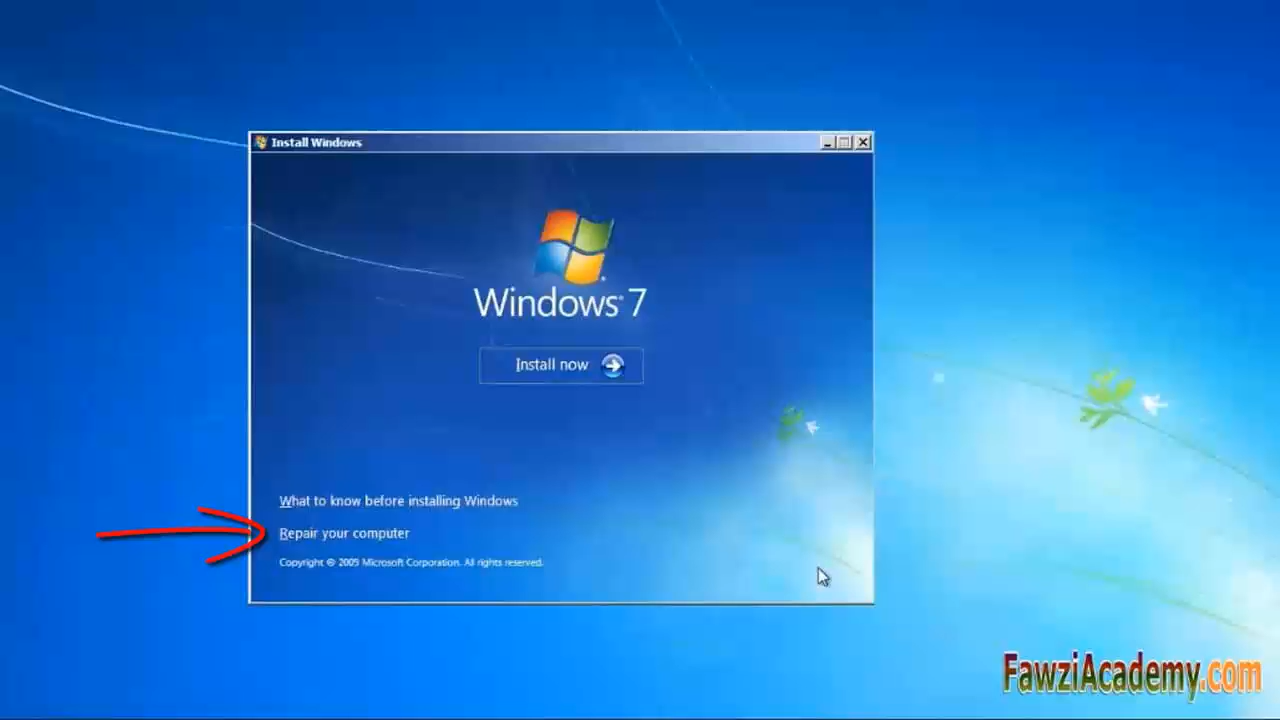 Install Windows
Windows® 7
Install now
What to know before installing Windows
Repair your computer
Copyright © 2009 Microsoft Corporation. All rights reserved.
FawziAcademy.com